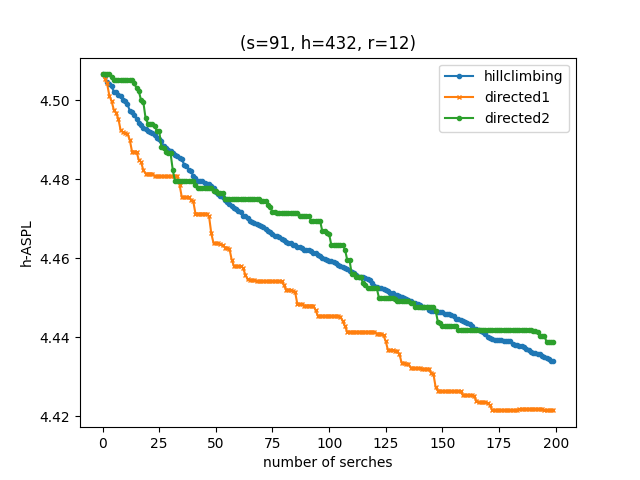 (s=91, h=432, r=12)
hillclimbing
directed1
directed2
h-ASPL
4.50
4.48
4.46
4.44
4.42
0 25 50 75 100 125 150 175 200
number of serches